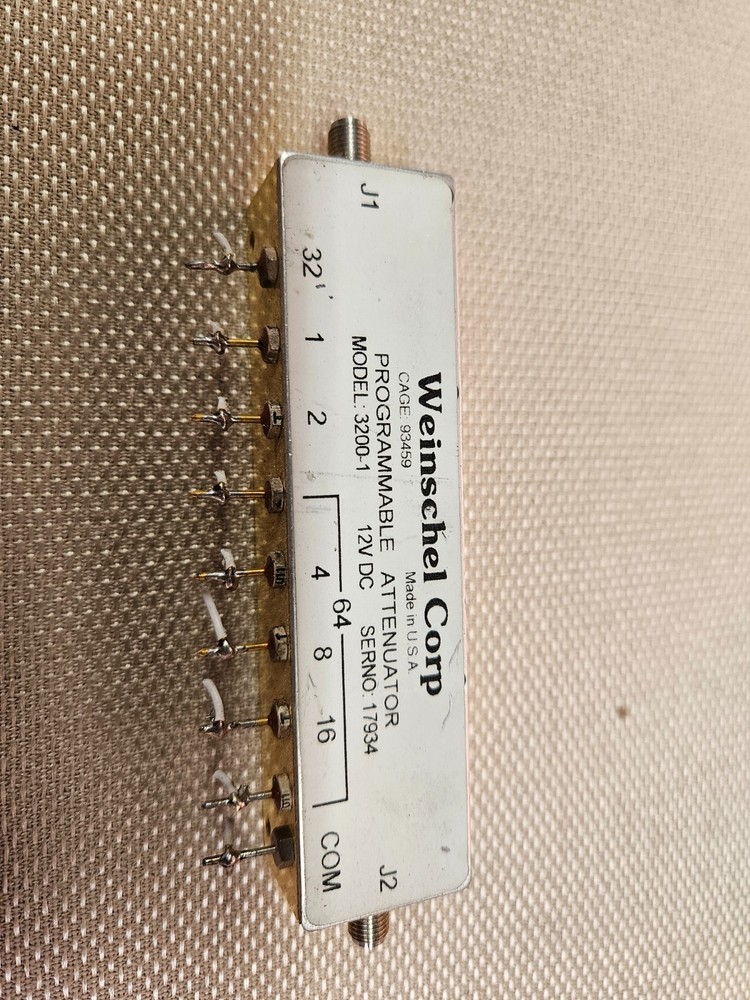 Weinschel Corp
CAGE: 93459 Made in U S A.
PROGRAMMABLE ATTENUATOR
MODEL: 3200-1 12V DC SERNO: 17934
J1 J2
64
32 1 2 4 8 16 COM